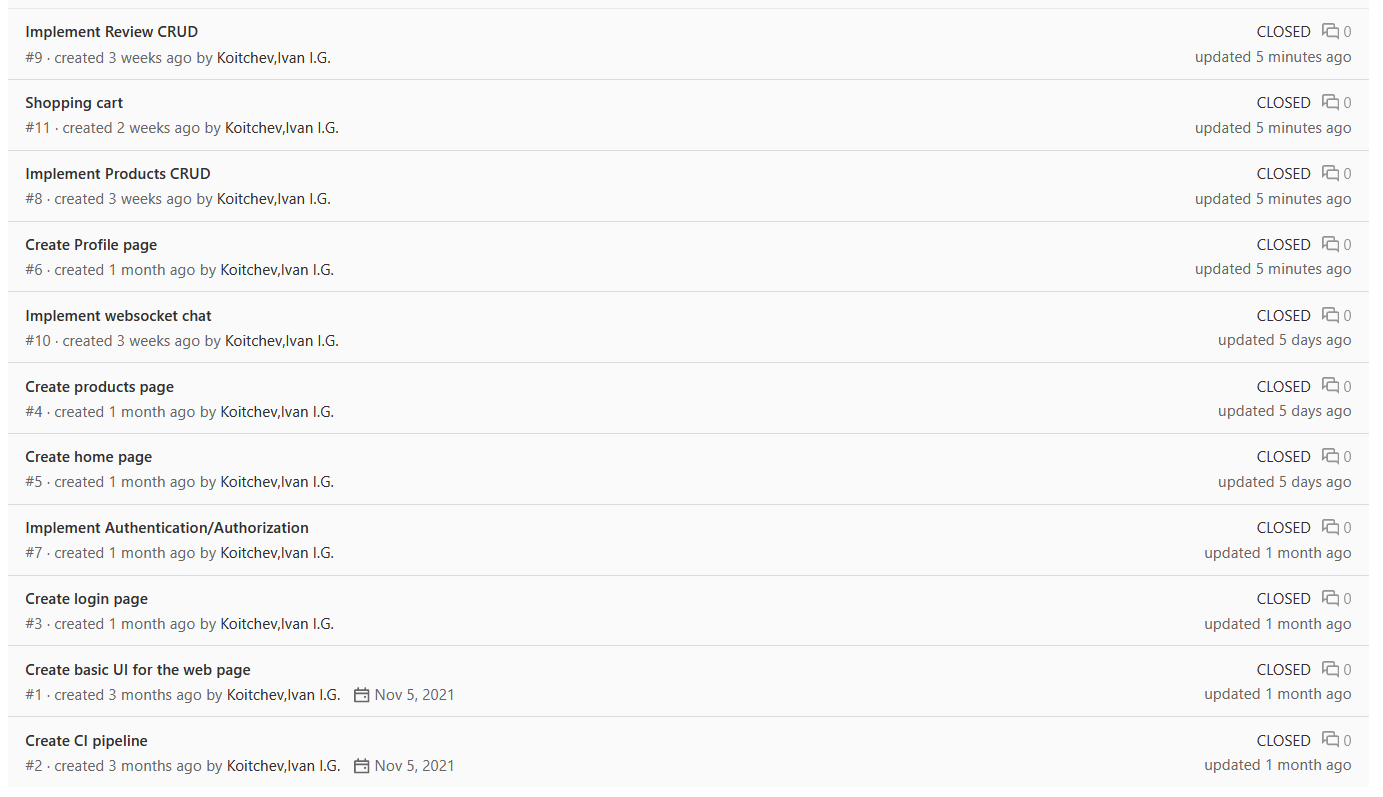 Implement Review CRUD
CLOSED 0
#9 · created 3 weeks ago by Koitchev,Ivan I.G.
updated 5 minutes ago
Shopping cart
CLOSED 0
#11 · created 2 weeks ago by Koitchev,Ivan I.G.
updated 5 minutes ago
Implement Products CRUD
CLOSED 0
#8 · created 3 weeks ago by Koitchev,Ivan I.G.
updated 5 minutes ago
Create Profile page
CLOSED 0
#6 · created 1 month ago by Koitchev,Ivan I.G.
updated 5 minutes ago
Implement websocket chat
CLOSED 0
#10 · created 3 weeks ago by Koitchev,Ivan I.G.
updated 5 days ago
Create products page
CLOSED 0
#4 · created 1 month ago by Koitchev,Ivan I.G.
updated 5 days ago
Create home page
CLOSED 0
#5 · created 1 month ago by Koitchev,Ivan I.G.
updated 5 days ago
Implement Authentication/Authorization
CLOSED 0
#7 · created 1 month ago by Koitchev,Ivan I.G.
updated 1 month ago
Create login page
CLOSED 0
#3 · created 1 month ago by Koitchev,Ivan I.G.
updated 1 month ago
Create basic UI for the web page
CLOSED 0
#1 · created 3 months ago by Koitchev,Ivan I.G. Nov 5, 2021
updated 1 month ago
Create CI pipeline
CLOSED 0
#2 · created 3 months ago by Koitchev,Ivan I.G. Nov 5, 2021
updated 1 month ago